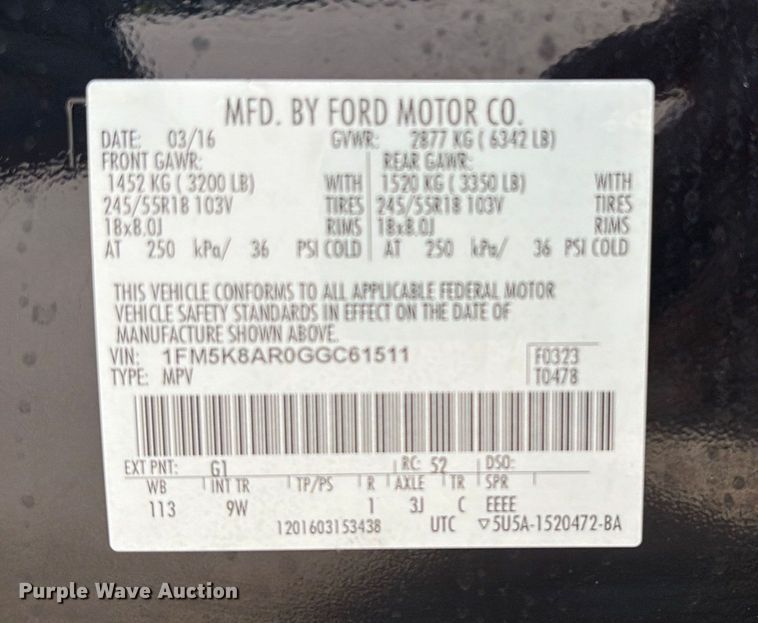 MFD. BY FORD MOTOR CO.
DATE: 03/16 GVWR: 2877 KG ( 6342 LB)
FRONT GAWR: REAR GAWR:
1452 KG ( 3200 LB) WITH 1520 KG ( 3350 LB) WITH
245/55R18 103V TIRES 245/55R18 103V TIRES
18x8.0J RIMS 18x8.0J RIMS
AT 250 kPa/ 36 PSI COLD AT 250 kPa/ 36 PSI COLD
THIS VEHICLE CONFORMS TO ALL APPLICABLE FEDERAL MOTOR
VEHICLE SAFETY STANDARDS IN EFFECT ON THE DATE OF
MANUFACTURE SHOWN ABOVE.
VIN: 1FM5K8AR0GGC61511 F0323
TYPE: MPV T0478
EXT PNT: G1 RC: 52 DSO:
WB INT TR TP/PS R AXLE TR SPR
113 9W 1 3J C EEEE
1201603153438 UTC ▽5U5A-1520472-BA
Purple Wave Auction